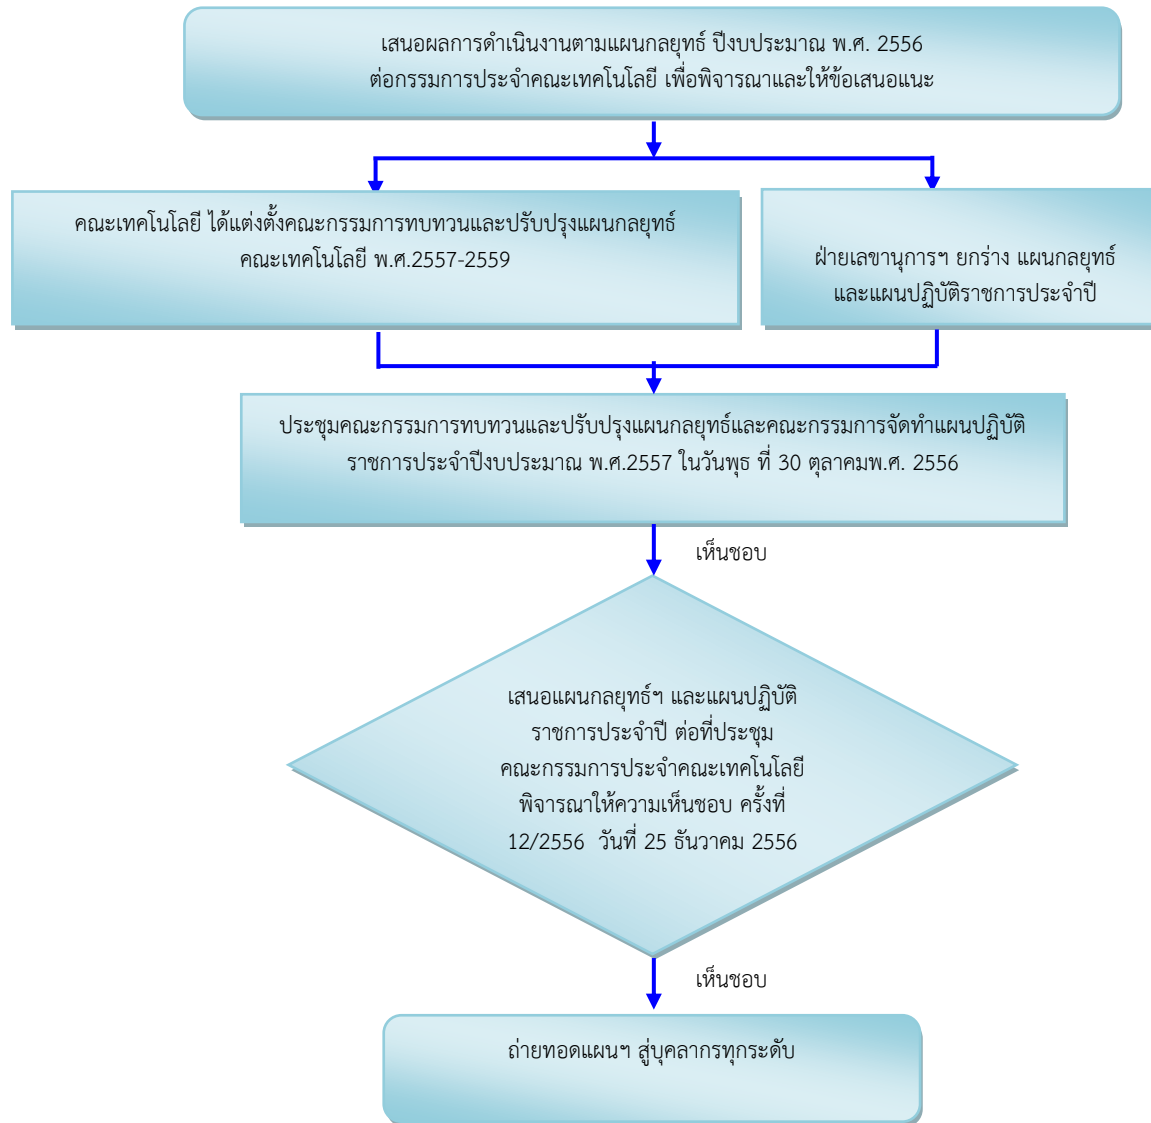 เสนอผลการดำเนินงานตามแผนกลยุทธ์ ปีงบประมาณ พ.ศ. 2556
ต่อกรรมการประจำคณะเทคโนโลยี เพื่อพิจารณาและให้ข้อเสนอแนะ
คณะเทคโนโลยี ได้แต่งตั้งคณะกรรมการทบทวนและปรับปรุงแผนกลยุทธ์
คณะเทคโนโลยี พ.ศ.2557-2559
ฝ่ายเลขานุการฯ ยกร่าง แผนกลยุทธ์
และแผนปฏิบัติราชการประจำปี
ประชุมคณะกรรมการทบทวนและปรับปรุงแผนกลยุทธ์และคณะกรรมการจัดทำแผนปฏิบัติ
ราชการประจำปีงบประมาณ พ.ศ.2557 ในวันพุธ ที่ 30 ตุลาคมพ.ศ. 2556
เห็นชอบ
เสนอแผนกลยุทธ์ฯ และแผนปฏิบัติ
ราชการประจำปี ต่อที่ประชุม
คณะกรรมการประจำคณะเทคโนโลยี
พิจารณาให้ความเห็นชอบ ครั้งที่
12/2556 วันที่ 25 ธันวาคม 2556
เห็นชอบ
ถ่ายทอดแผนฯ สู่บุคลากรทุกระดับ